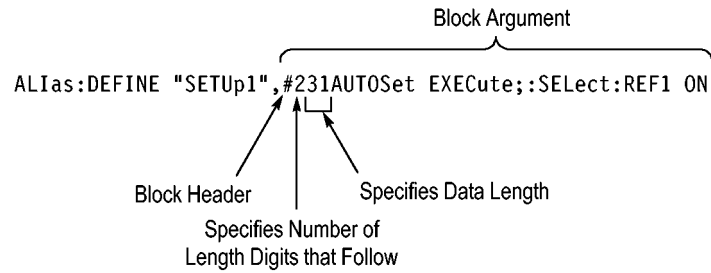 Block Argument
ALIas:DEFINE "SETUp1",#231AUTOSet EXECute;:SELect:REF1 ON
Block Header
Specifies Data Length
Specifies Number of
Length Digits that Follow